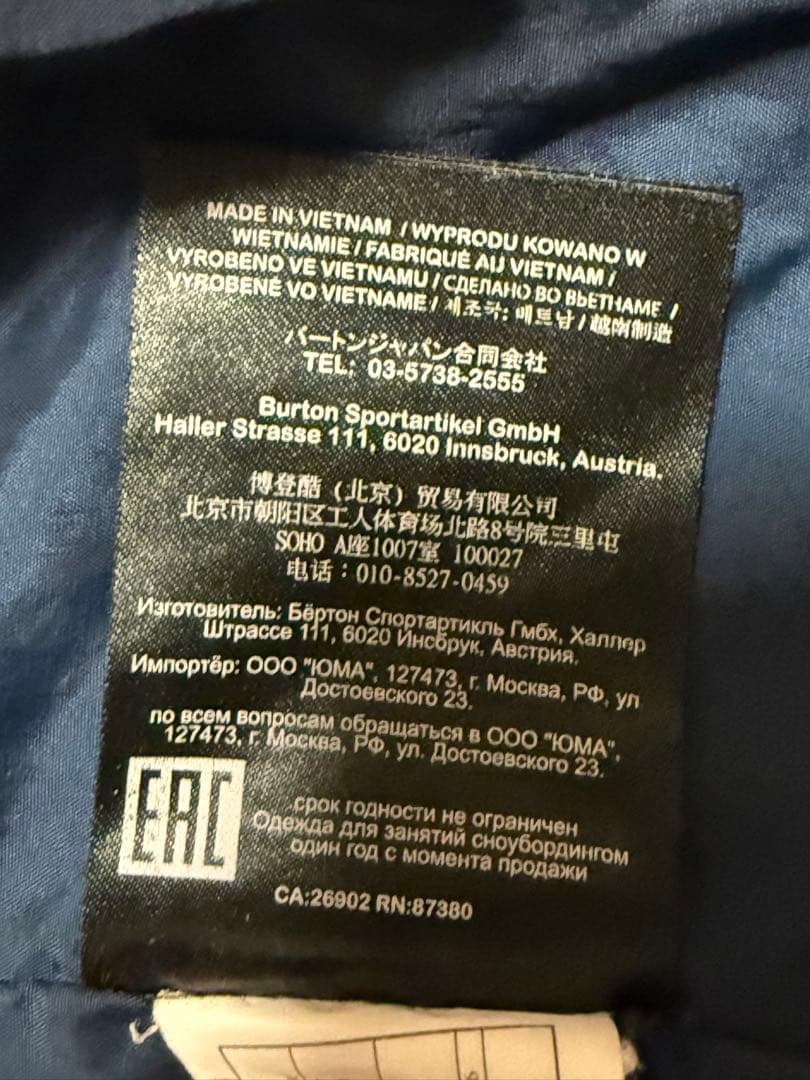 MADE IN VIETNAM / WYPRODU KOWANO W
WIETNAMIE / FABRIQUÉ AU VIETNAM /
VYROBENO VE VIETNAMU / СДЕЛАНО ВО ВЬЕТНАМЕ /
VYROBENÉ VO VIETNAME / 제조국: 베트남 / 越南制造
バートンジャパン合同会社
TEL: 03-5738-2555
Burton Sportartikel GmbH
Haller Strasse 111, 6020 Innsbruck, Austria.
博登酷（北京）贸易有限公司
北京市朝阳区工人体育场北路8号院三里屯
SOHO A座1007室 100027
电话：010-8527-0459
Изготовитель: Бёртон Спортартикль Гмбх, Халлер
Штрассе 111, 6020 Инсбрук, Австрия.
Импортёр: ООО "ЮМА", 127473, г. Москва, РФ, ул
Достоевского 23.
по всем вопросам обращаться в ООО "ЮМА",
127473, г. Москва, РФ, ул. Достоевского 23.
EAC
срок годности не ограничен
Одежда для занятий сноубордингом
один год с момента продажи
CA:26902 RN:87380